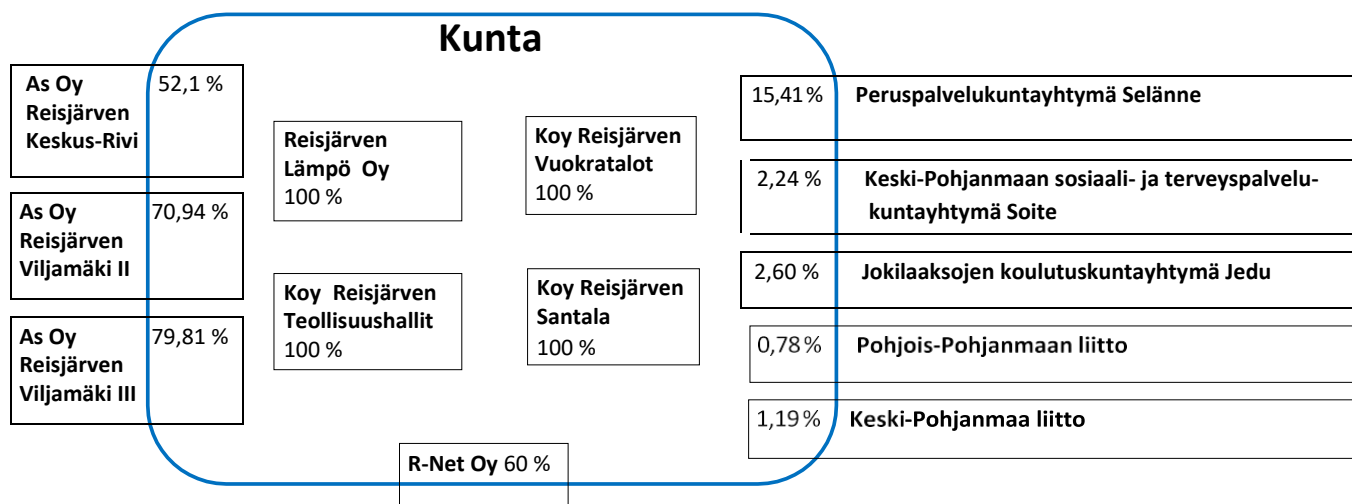 Kunta
As Oy 52,1 %
Reisjärven
Keskus-Rivi
As Oy 70,94 %
Reisjärven
Viljamäki II
As Oy 79,81 %
Reisjärven
Viljamäki III
Reisjärven
Lämpö Oy
100 %
Koy Reisjärven
Vuokratalot
100 %
Koy Reisjärven
Teollisuushallit
100 %
Koy Reisjärven
Santala
100 %
R-Net Oy 60 %
15,41% Peruspalvelukuntayhtymä Selänne
2,24 % Keski-Pohjanmaan sosiaali- ja terveyspalvelu-
kuntayhtymä Soite
2,60 % Jokilaaksojen koulutuskuntayhtymä Jedu
0,78% Pohjois-Pohjanmaan liitto
1,19% Keski-Pohjanmaa liitto